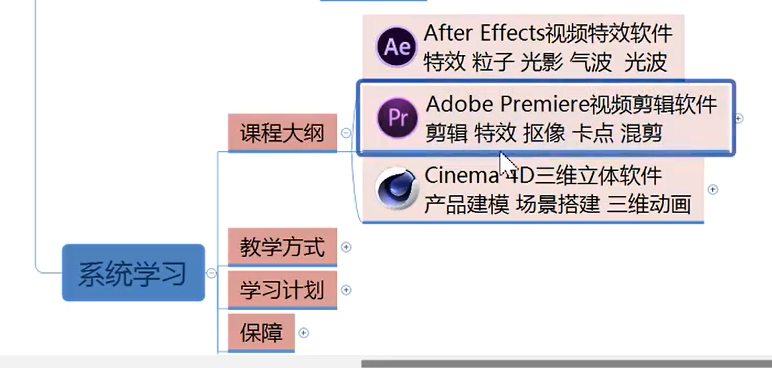 Ae
After Effects视频特效软件
特效 粒子 光影 气波 光波
Pr
Adobe Premiere视频剪辑软件
剪辑 特效 抠像 卡点 混剪
课程大纲
Cinema 4D三维立体软件
产品建模 场景搭建 三维动画
系统学习
教学方式
学习计划
保障